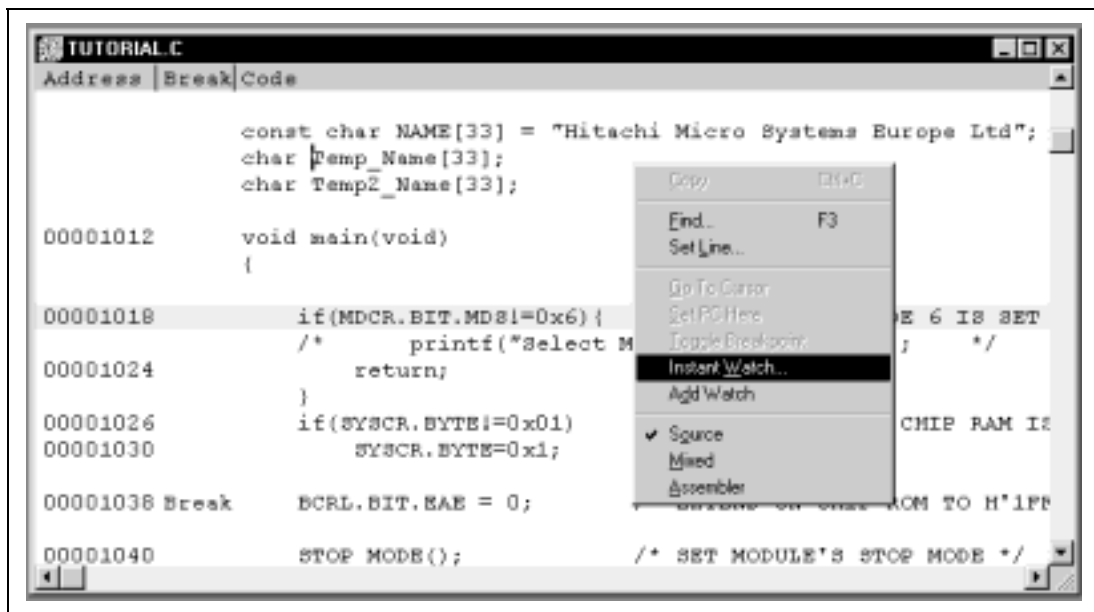 TUTORIAL.C
Address Break Code
const char NAME[33] = "Hitachi Micro Systems Europe Ltd";
char Temp_Name[33];
char Temp2_Name[33];
Copy Ctrl+C
Find... F3
Set Line...
00001012 void main(void)
{
Go To Cursor
00001018 if(MDCR.BIT.MDS!=0x6){ Set PC Here DE 6 IS SET
/* printf("Select M Toggle Breakpoint ; */
00001024 return; Instant Watch...
} Add Watch
00001026 if(SYSCR.BYTE!=0x01) Source CHIP RAM IS
00001030 SYSCR.BYTE=0x1; Mixed
Assembler
00001038 Break BCRL.BIT.EAE = 0; ROM TO H'1FF
00001040 STOP MODE(); /* SET MODULE'S STOP MODE */